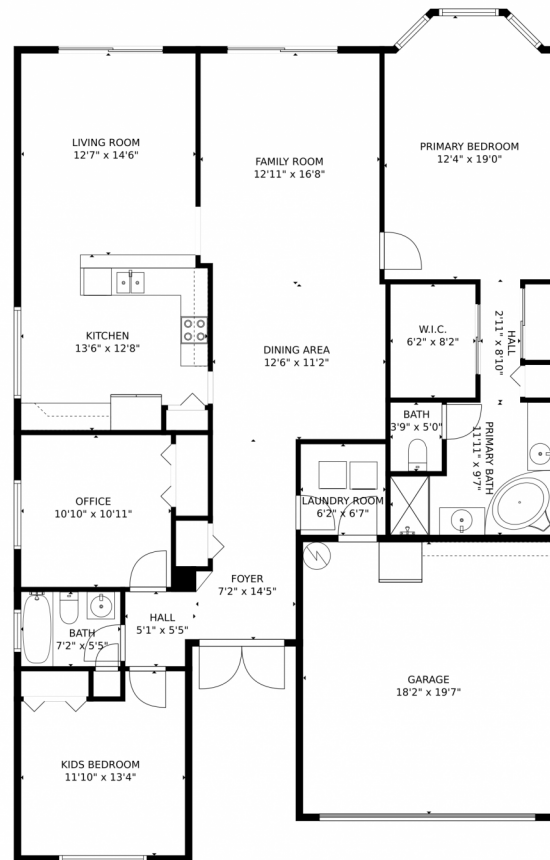 LIVING ROOM
12'7" x 14'6"
FAMILY ROOM
12'11" x 16'8"
PRIMARY BEDROOM
12'4" x 19'0"
KITCHEN
13'6" x 12'8"
DINING AREA
12'6" x 11'2"
W.I.C.
6'2" x 8'2"
HALL
2'11" x 8'10"
BATH
3'9" x 5'0"
PRIMARY BATH
11'11" x 9'7"
OFFICE
10'10" x 10'11"
LAUNDRY ROOM
6'2" x 6'7"
FOYER
7'2" x 14'5"
HALL
5'1" x 5'5"
BATH
7'2" x 5'5"
GARAGE
18'2" x 19'7"
KIDS BEDROOM
11'10" x 13'4"